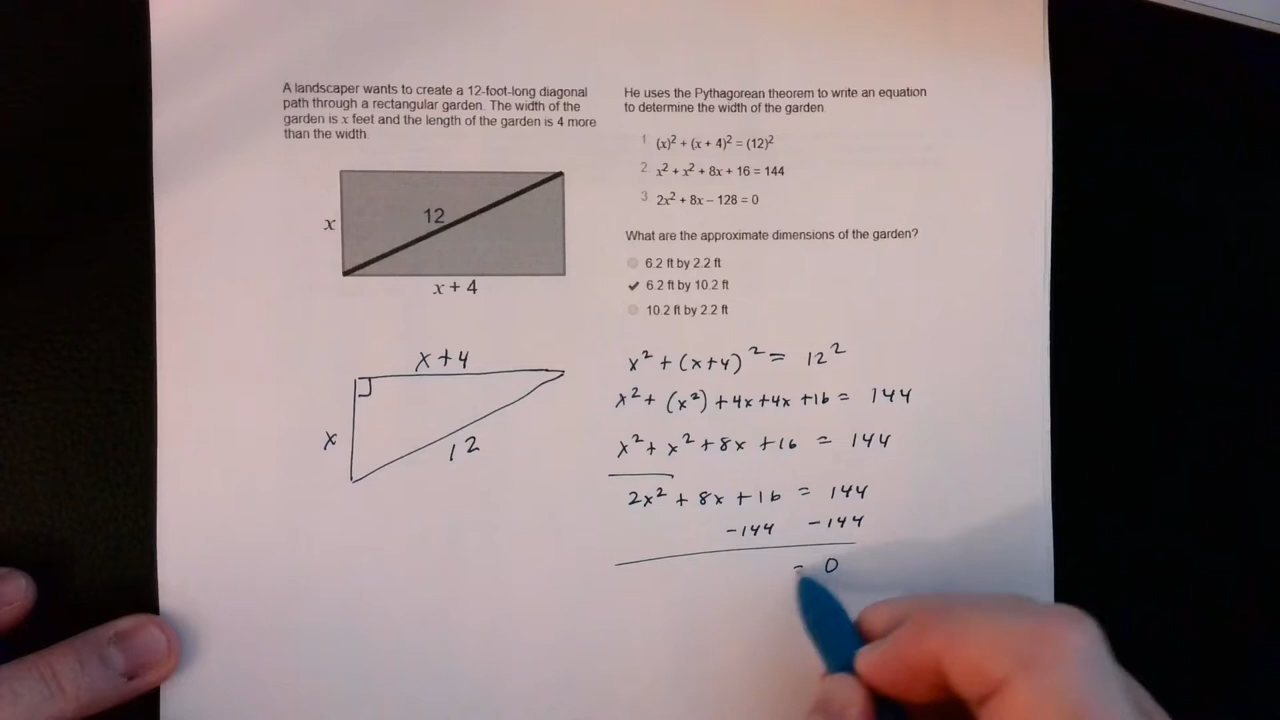 A landscaper wants to create a 12-foot-long diagonal
path through a rectangular garden. The width of the
garden is x feet and the length of the garden is 4 more
than the width.
x
12
x + 4
x+4
x
12
He uses the Pythagorean theorem to write an equation
to determine the width of the garden
1 (x)² + (x + 4)² = (12)²
2 x² + x² + 8x + 16 = 144
3 2x² + 8x – 128 = 0
What are the approximate dimensions of the garden?
6.2 ft by 2.2 ft
✔ 6.2 ft by 10.2 ft
10.2 ft by 2.2 ft
x² + (x+4)² = 12²
x² + (x²) + 4x + 4x + 16 = 144
x² + x² + 8x + 16 = 144
2x² + 8x + 16 = 144
-144 -144
= 0